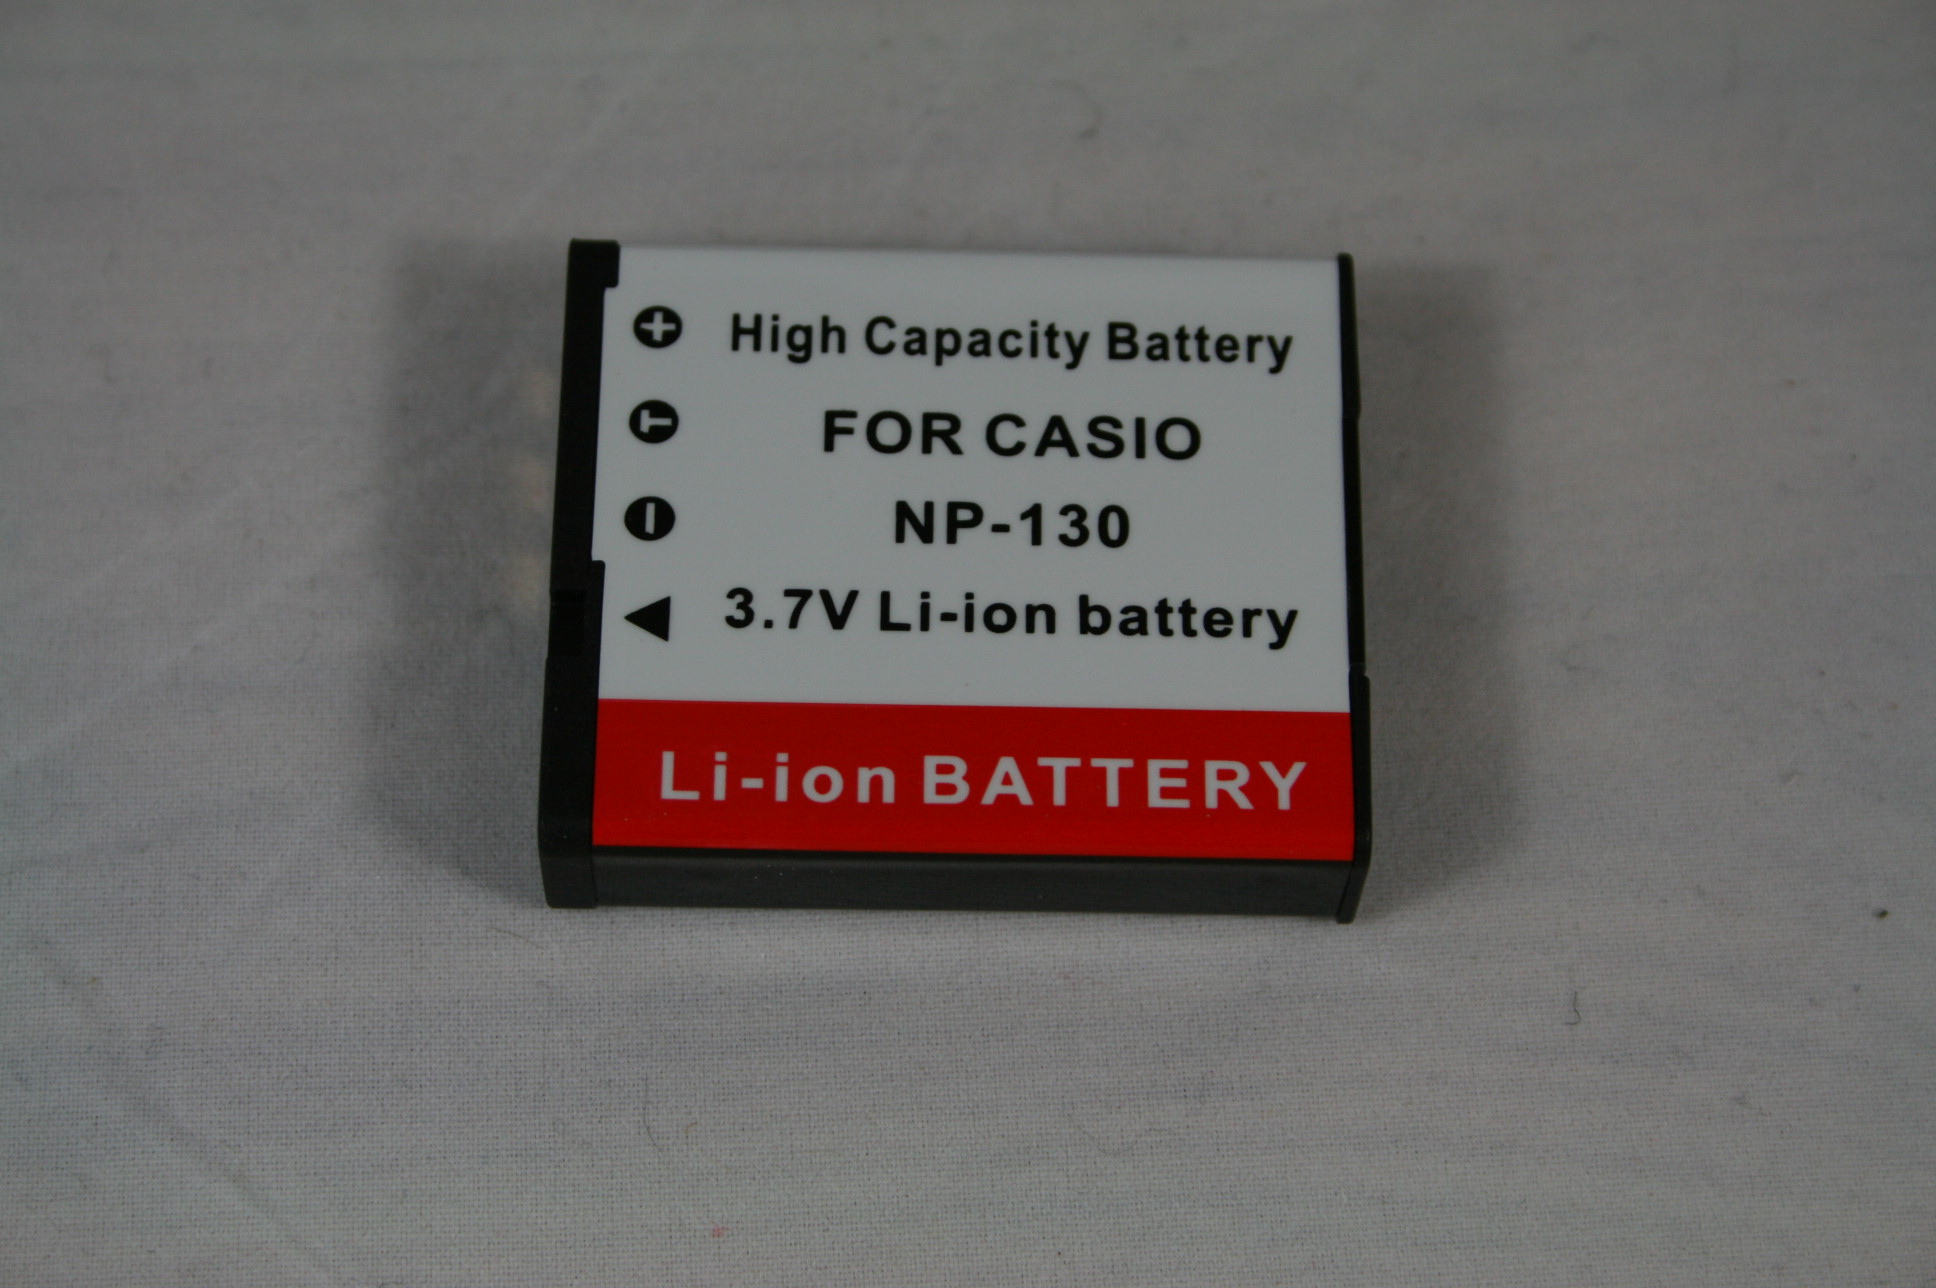 + High Capacity Battery
T FOR CASIO
- NP-130
◀ 3.7V Li-ion battery
Li-ion BATTERY